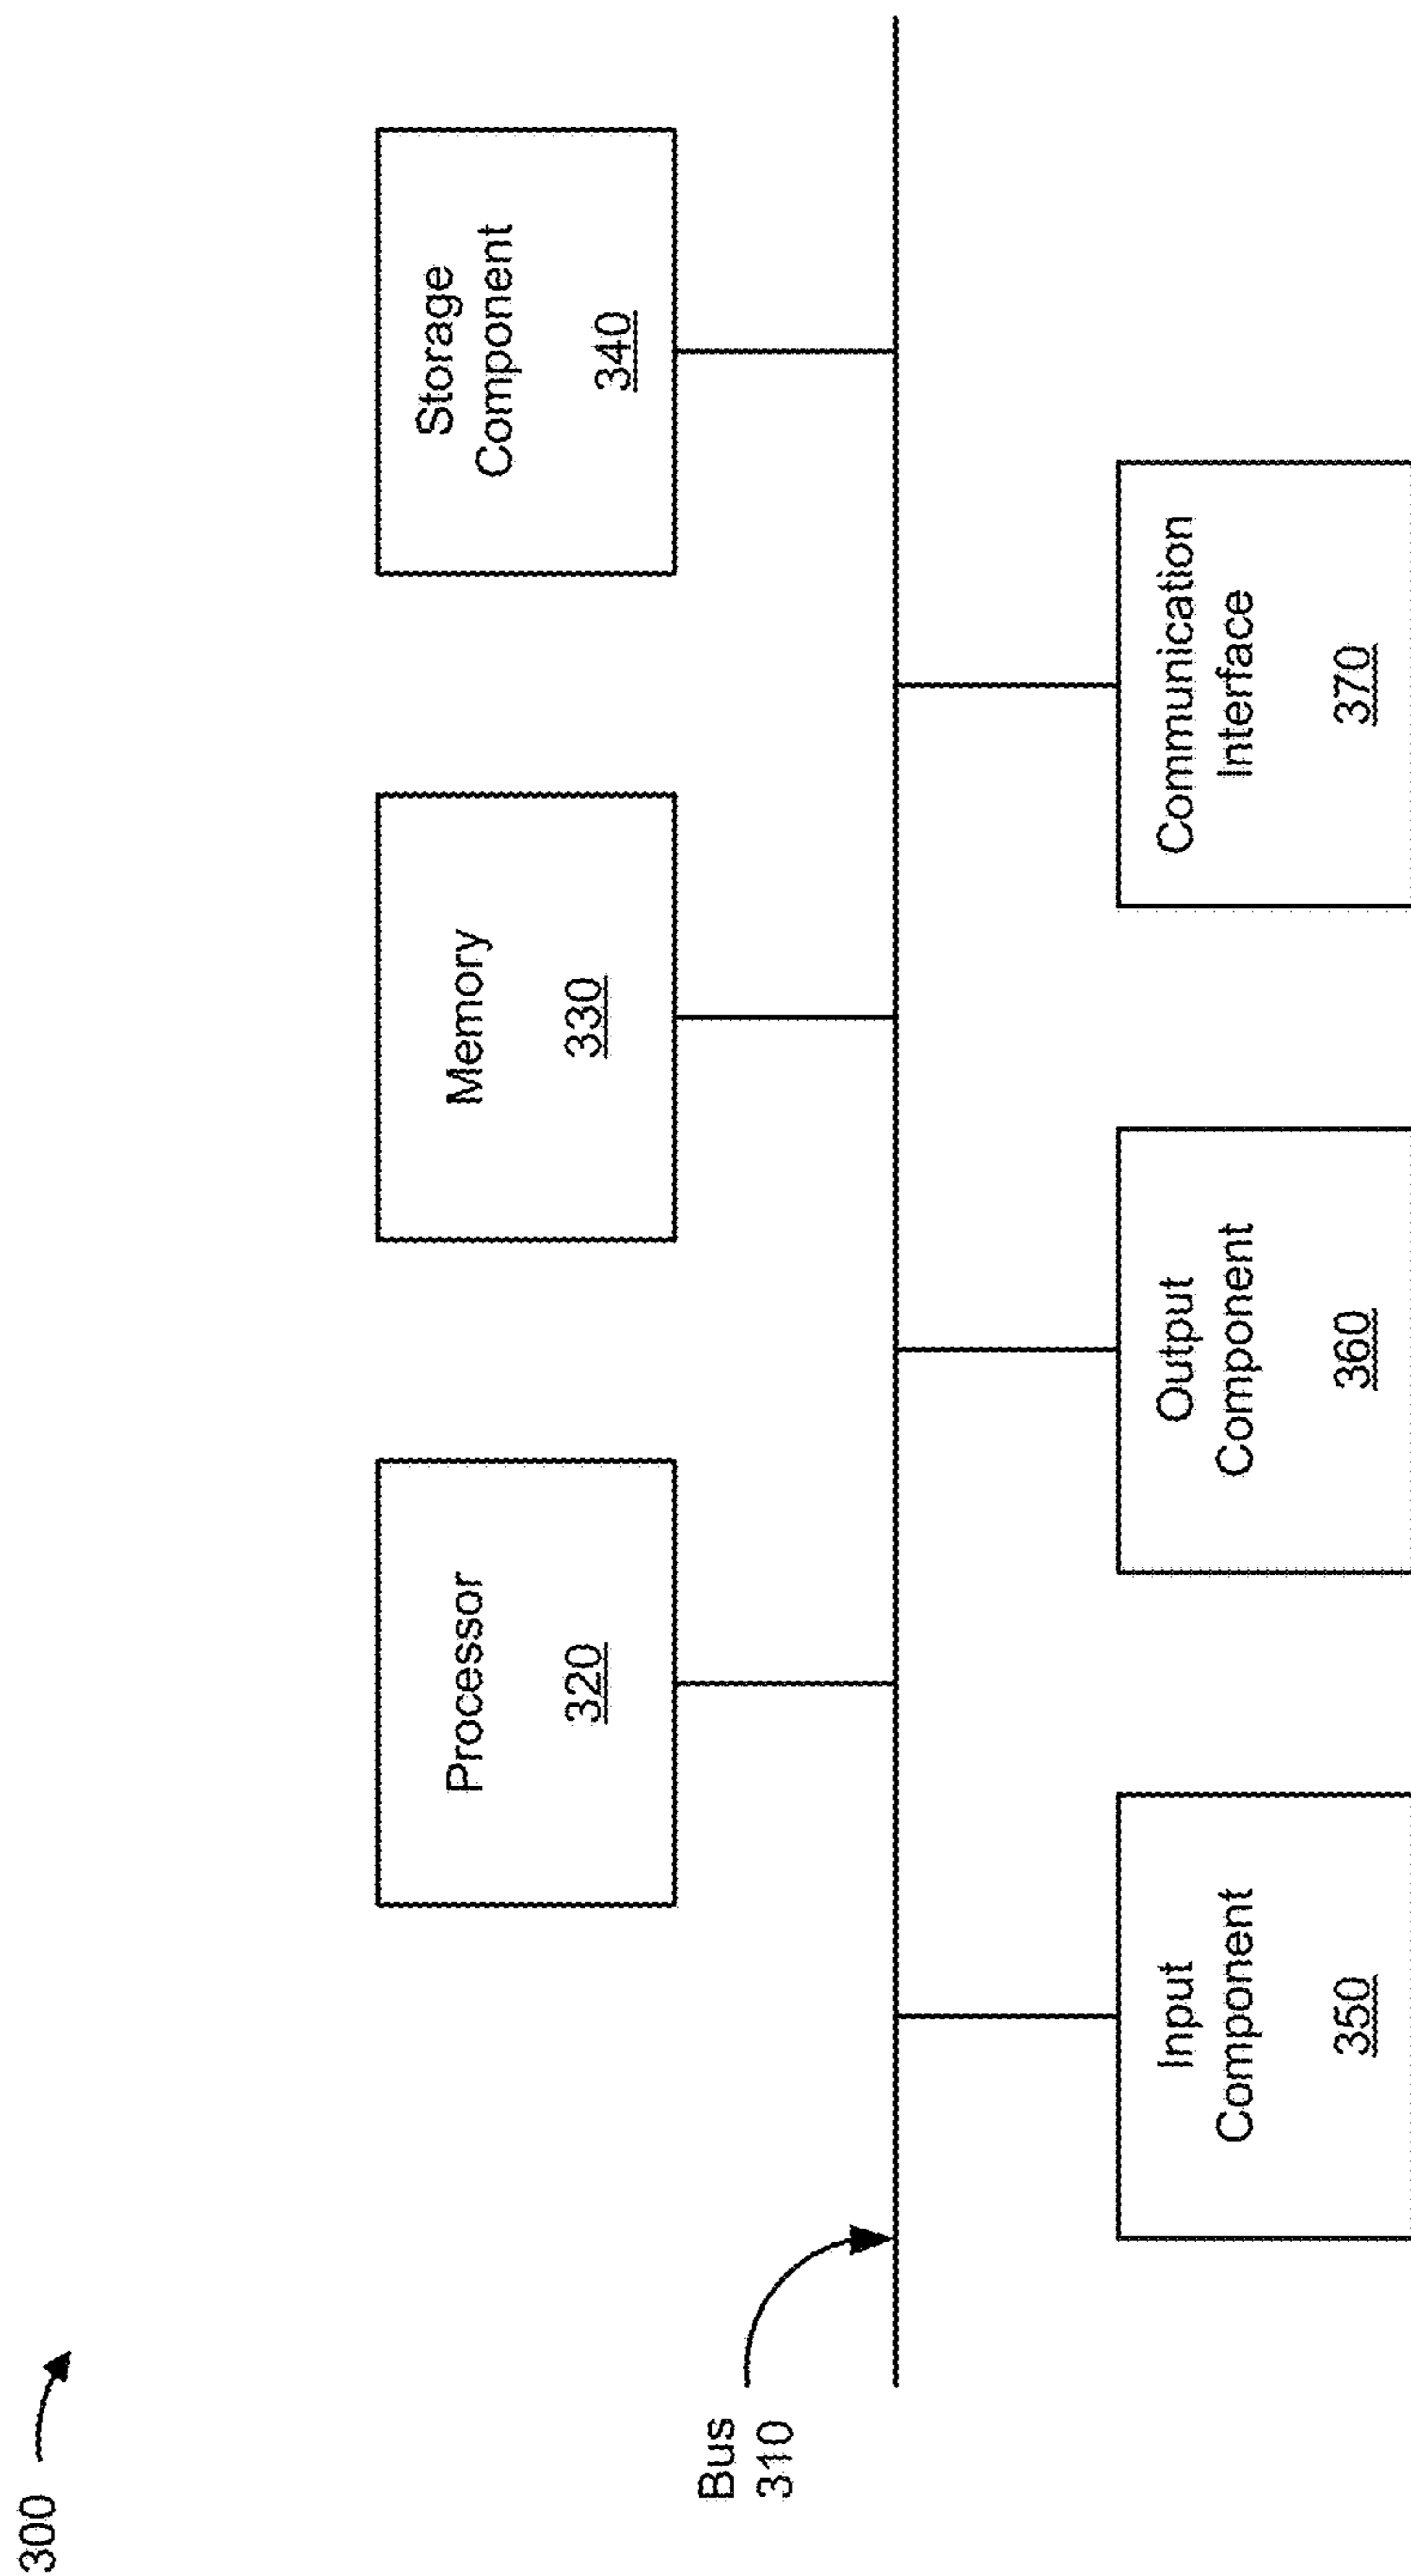 300
Processor
320
Memory
330
Storage
Component
340
Bus
310
Input
Component
350
Output
Component
360
Communication
Interface
370